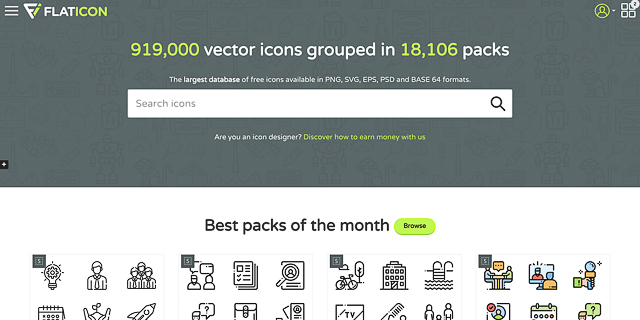 FLATICON
919,000 vector icons grouped in 18,106 packs
The largest database of free icons available in PNG, SVG, EPS, PSD and BASE 64 formats.
Search icons
Are you an icon designer? Discover how to earn money with us
Best packs of the month Browse
TV